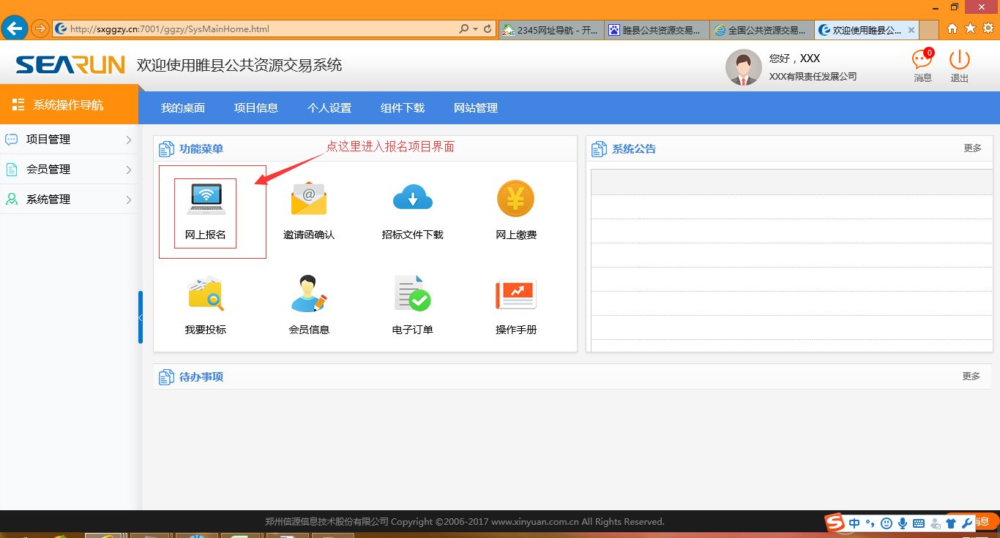 http://sxggzy.cn:7001/ggzy/SysMainHome.html
2345网址导航 - 开...
睢县公共资源交易...
全国公共资源交易...
欢迎使用睢县公...
SEARUN
欢迎使用睢县公共资源交易系统
您好，XXX
XXX有限责任发展公司
0
消息
退出
系统操作导航
我的桌面
项目信息
个人设置
组件下载
网站管理
项目管理
会员管理
系统管理
功能菜单
点这里进入报名项目界面
系统公告
更多
网上报名
邀请函确认
招标文件下载
网上缴费
我要投标
会员信息
电子订单
操作手册
待办事项
更多
郑州信源信息技术股份有限公司 Copyright ©2006-2017 www.xinyuan.com.cn All Rights Reserved.
中
消息